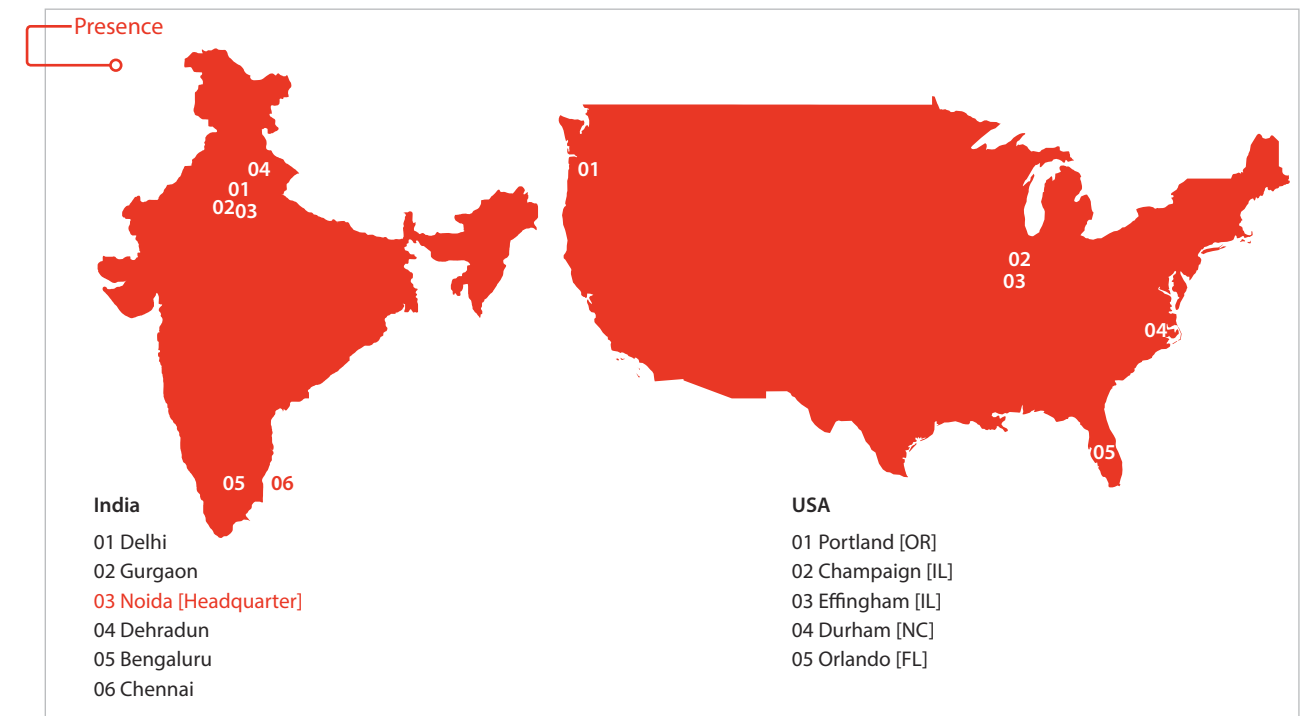 Presence
04
01
02 03
05 06
01
02
03
04
05
India
01 Delhi
02 Gurgaon
03 Noida [Headquarter]
04 Dehradun
05 Bengaluru
06 Chennai
USA
01 Portland [OR]
02 Champaign [IL]
03 Effingham [IL]
04 Durham [NC]
05 Orlando [FL]